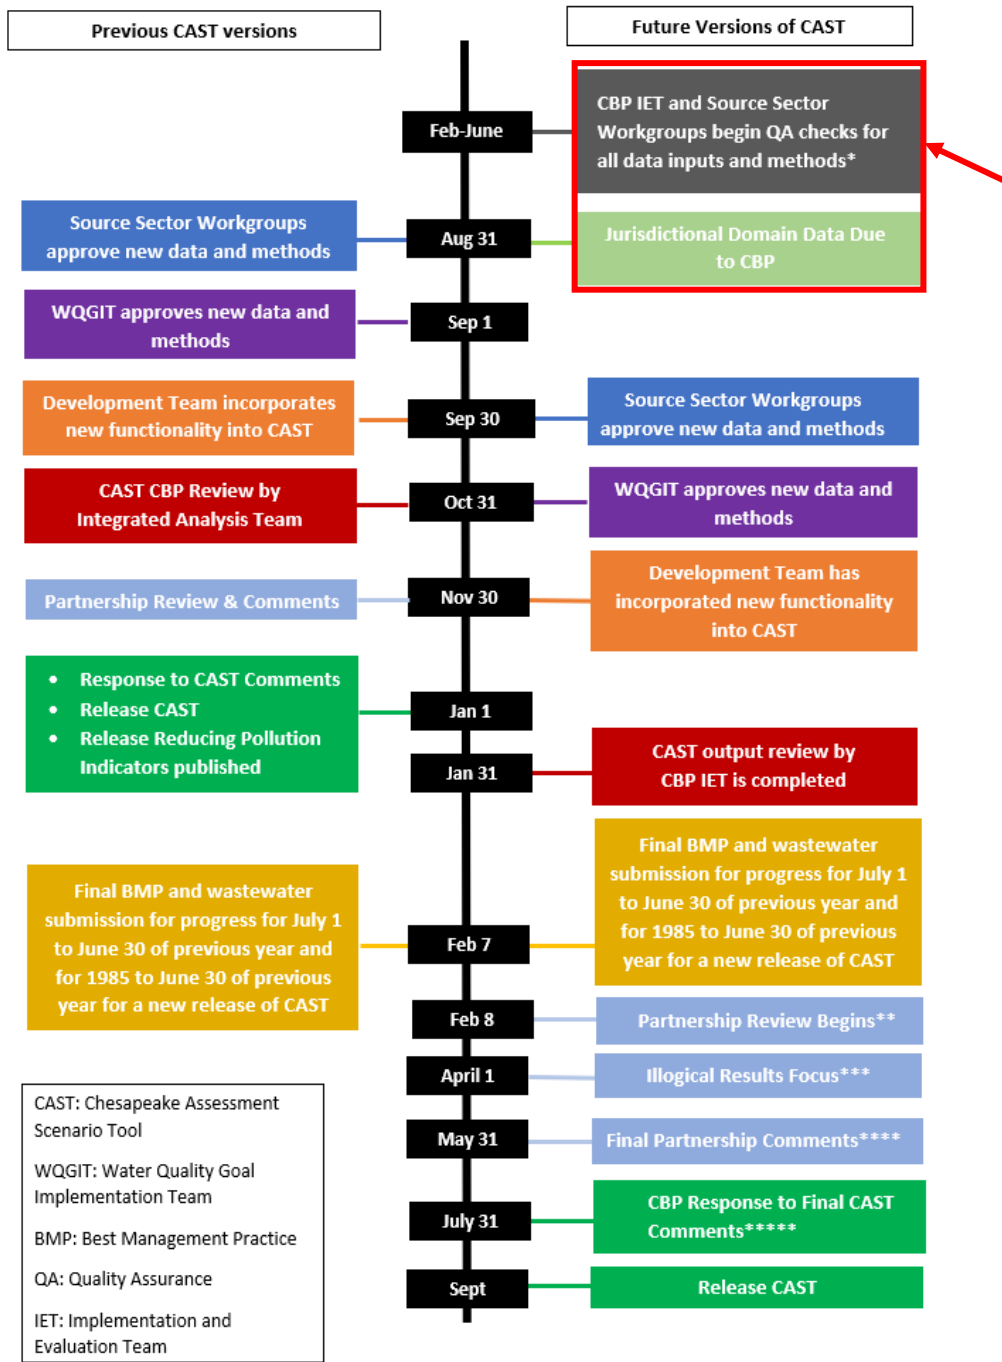 Previous CAST versions
Future Versions of CAST
Feb-June
CBP IET and Source Sector
Workgroups begin QA checks for
all data inputs and methods*
Source Sector Workgroups
approve new data and methods
Aug 31
Jurisdictional Domain Data Due
to CBP
WQGIT approves new data and
methods
Sep 1
Development Team incorporates
new functionality into CAST
Sep 30
Source Sector Workgroups
approve new data and methods
CAST CBP Review by
Integrated Analysis Team
Oct 31
WQGIT approves new data and
methods
Partnership Review & Comments
Nov 30
Development Team has
incorporated new functionality
into CAST
• Response to CAST Comments
• Release CAST
• Release Reducing Pollution
Indicators published
Jan 1
Jan 31
CAST output review by
CBP IET is completed
Final BMP and wastewater
submission for progress for July 1
to June 30 of previous year and
for 1985 to June 30 of previous
year for a new release of CAST
Feb 7
Final BMP and wastewater
submission for progress for July 1
to June 30 of previous year and
for 1985 to June 30 of previous
year for a new release of CAST
Feb 8
Partnership Review Begins**
April 1
Illogical Results Focus***
May 31
Final Partnership Comments****
July 31
CBP Response to Final CAST
Comments*****
Sept
Release CAST
CAST: Chesapeake Assessment
Scenario Tool
WQGIT: Water Quality Goal
Implementation Team
BMP: Best Management Practice
QA: Quality Assurance
IET: Implementation and
Evaluation Team